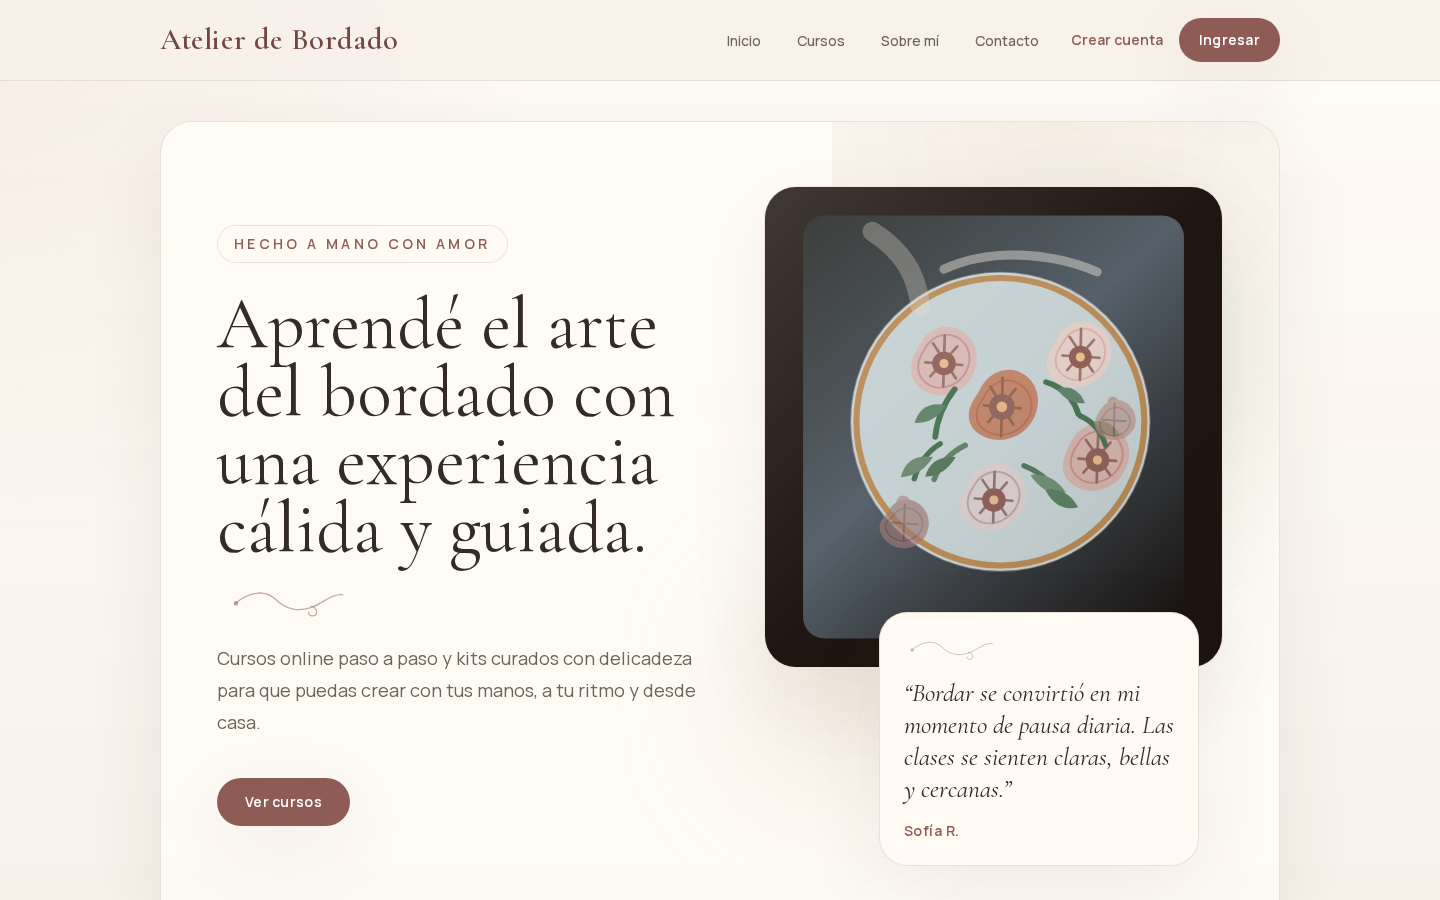 Atelier de Bordado
Inicio
Cursos
Sobre mí
Contacto
Crear cuenta
Ingresar
HECHO A MANO CON AMOR
Aprendé el arte
del bordado con
una experiencia
cálida y guiada.
Cursos online paso a paso y kits curados con delicadeza
para que puedas crear con tus manos, a tu ritmo y desde
casa.
Ver cursos
“Bordar se convirtió en mi
momento de pausa diaria. Las
clases se sienten claras, bellas
y cercanas.”
Sofía R.